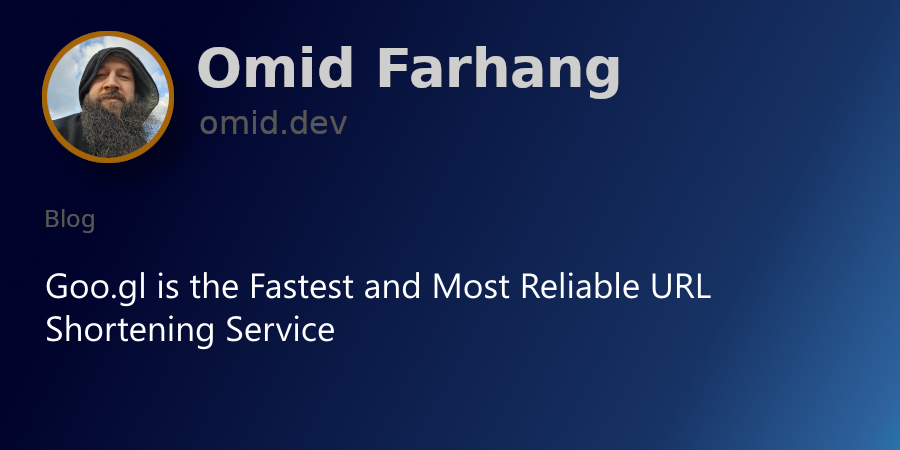 Omid Farhang
omid.dev
Blog
Goo.gl is the Fastest and Most Reliable URL
Shortening Service